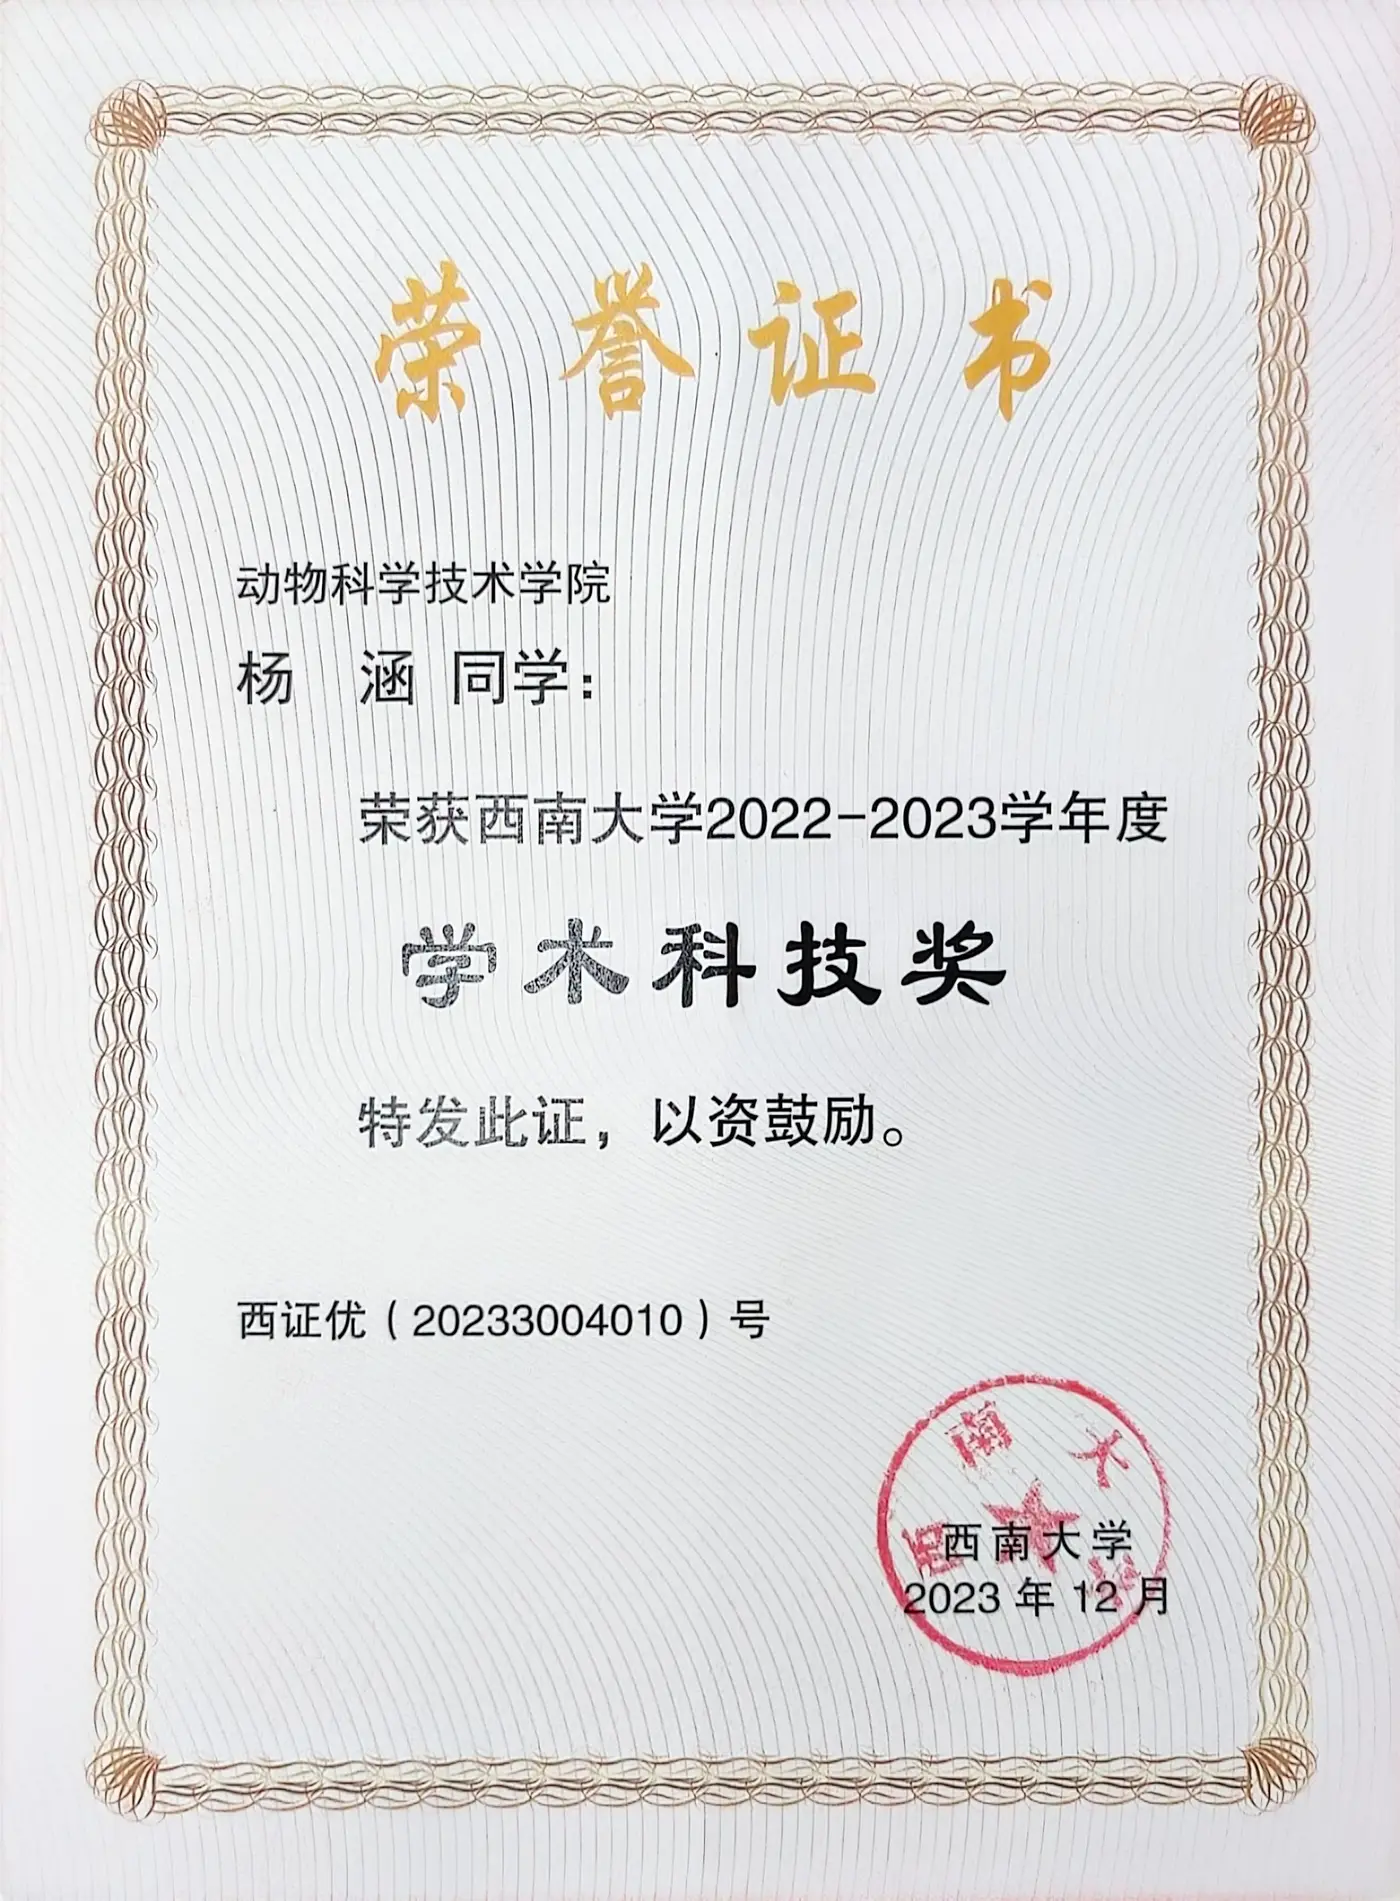 荣誉证书
动物科学技术学院
杨 涵 同学：
荣获西南大学2022-2023学年度
学术科技奖
特发此证，以资鼓励。
西证优（20233004010）号
西南大学
西南大学
2023 年 12 月